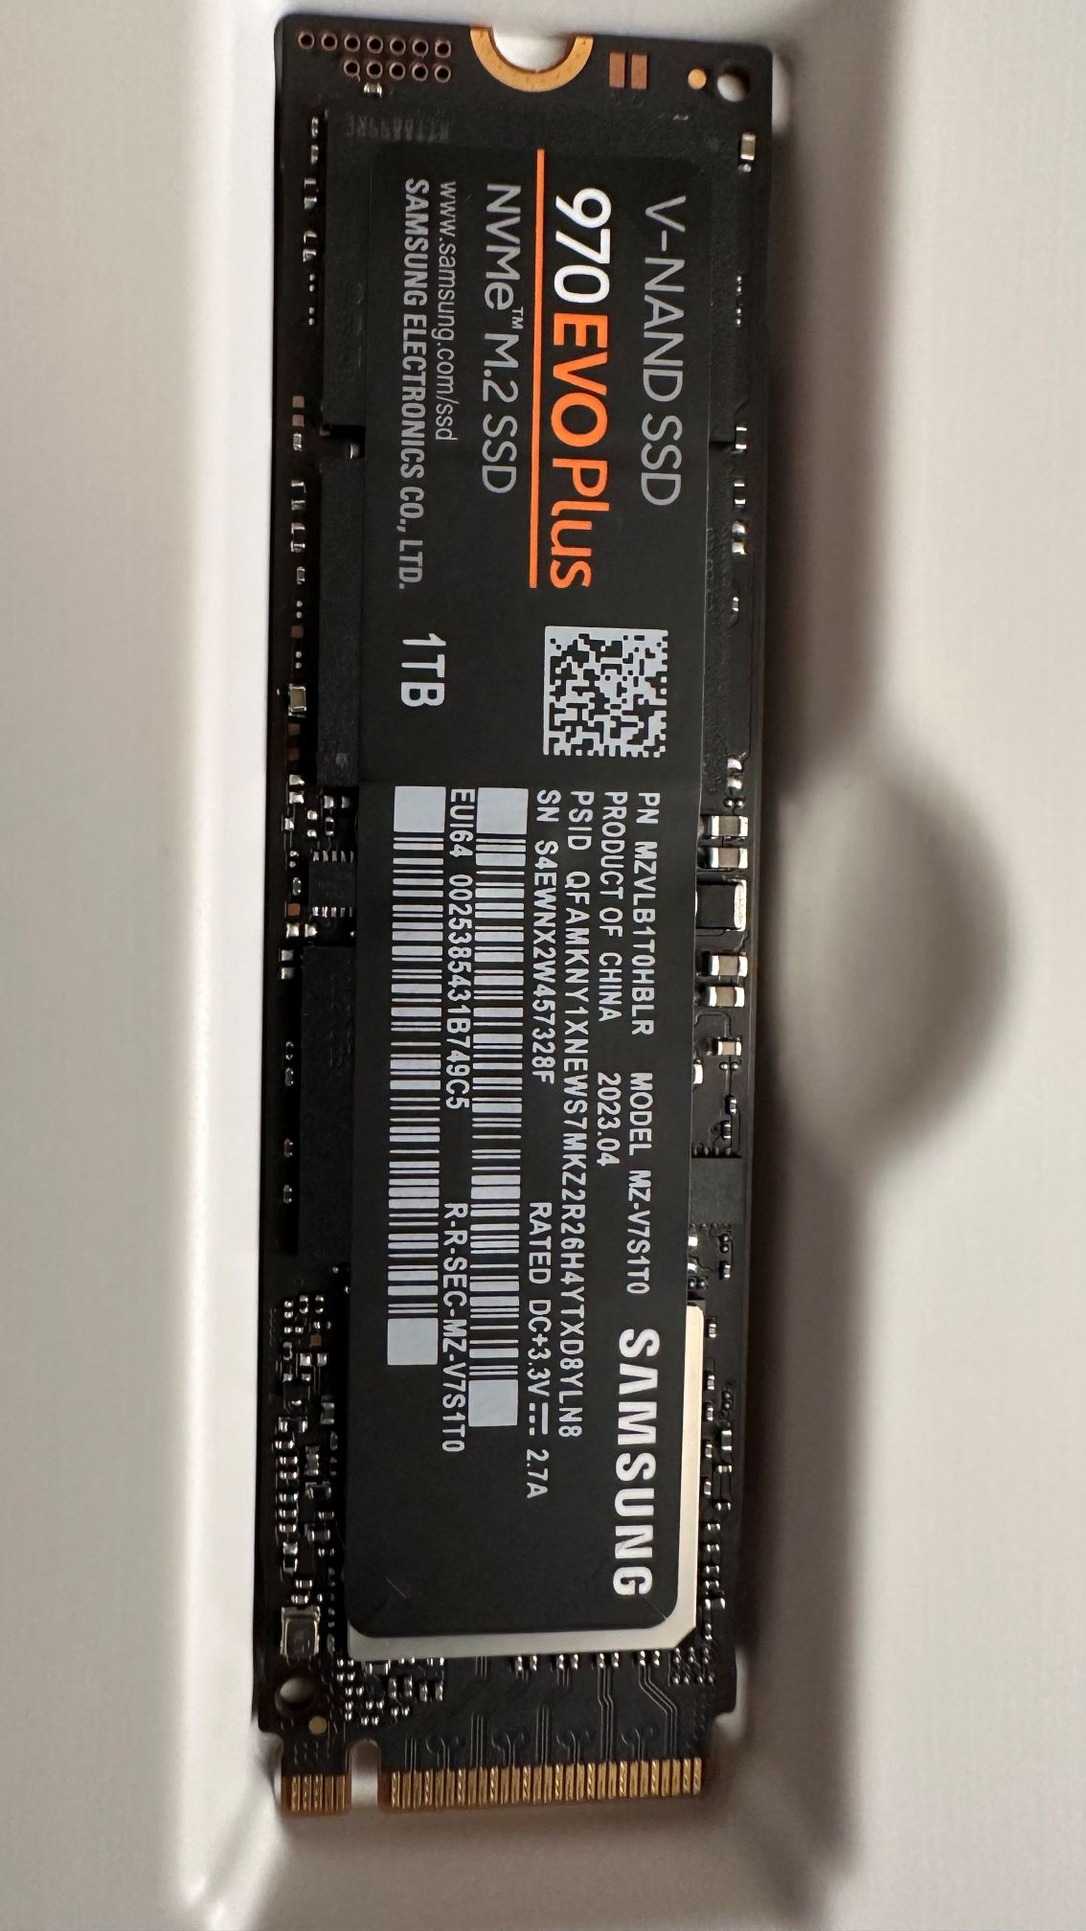 V-NAND SSD
970 EVO Plus
NVMe™ M.2 SSD
www.samsung.com/ssd
SAMSUNG ELECTRONICS CO., LTD.
1TB
PN MZVLB1T0HBLR MODEL MZ-V7S1T0
PRODUCT OF CHINA 2023.04
PSID QFAMKNY1XNEWS7MKZ2R26H4YTXD8YLN8
SN S4EWNX2W457328F RATED DC+3.3V⎓ 2.7A
EUI64 0025385431B749C5 R-R-SEC-MZ-V7S1T0
SAMSUNG